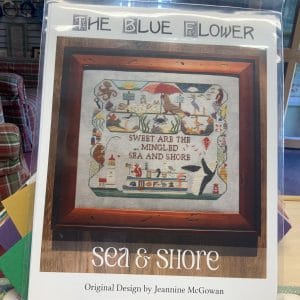 The Blue Flower
SWEET ARE THE
MINGLED
SEA AND SHORE
sea & shore
Original Design by Jeannine McGowan